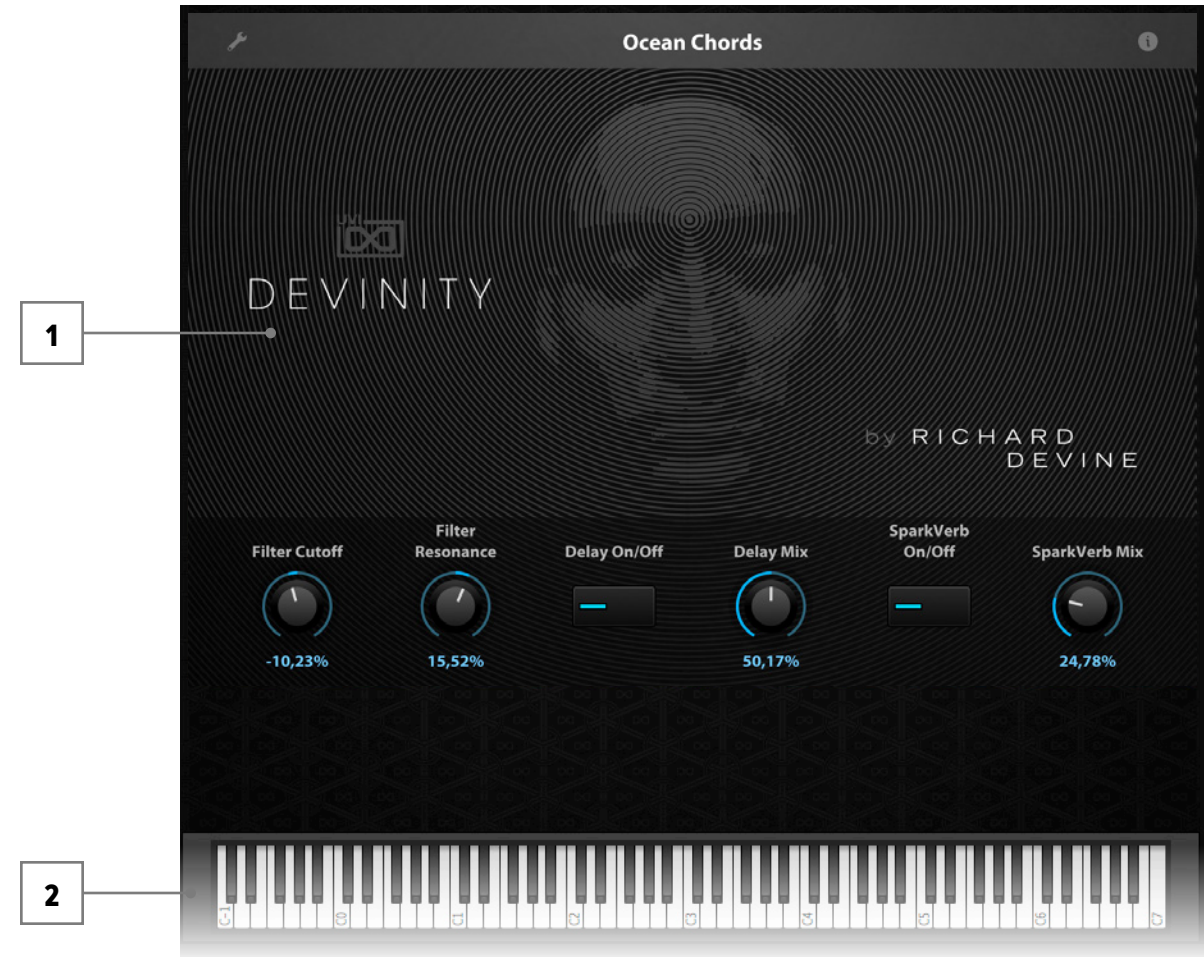 Ocean Chords
i
UVI
DEVINITY
1
by RICHARD
DEVINE
Filter Cutoff
Filter
Resonance
Delay On/Off
Delay Mix
SparkVerb
On/Off
SparkVerb Mix
-10,23%
15,52%
50,17%
24,78%
2
C-1 C0 C1 C2 C3 C4 C5 C6 C7